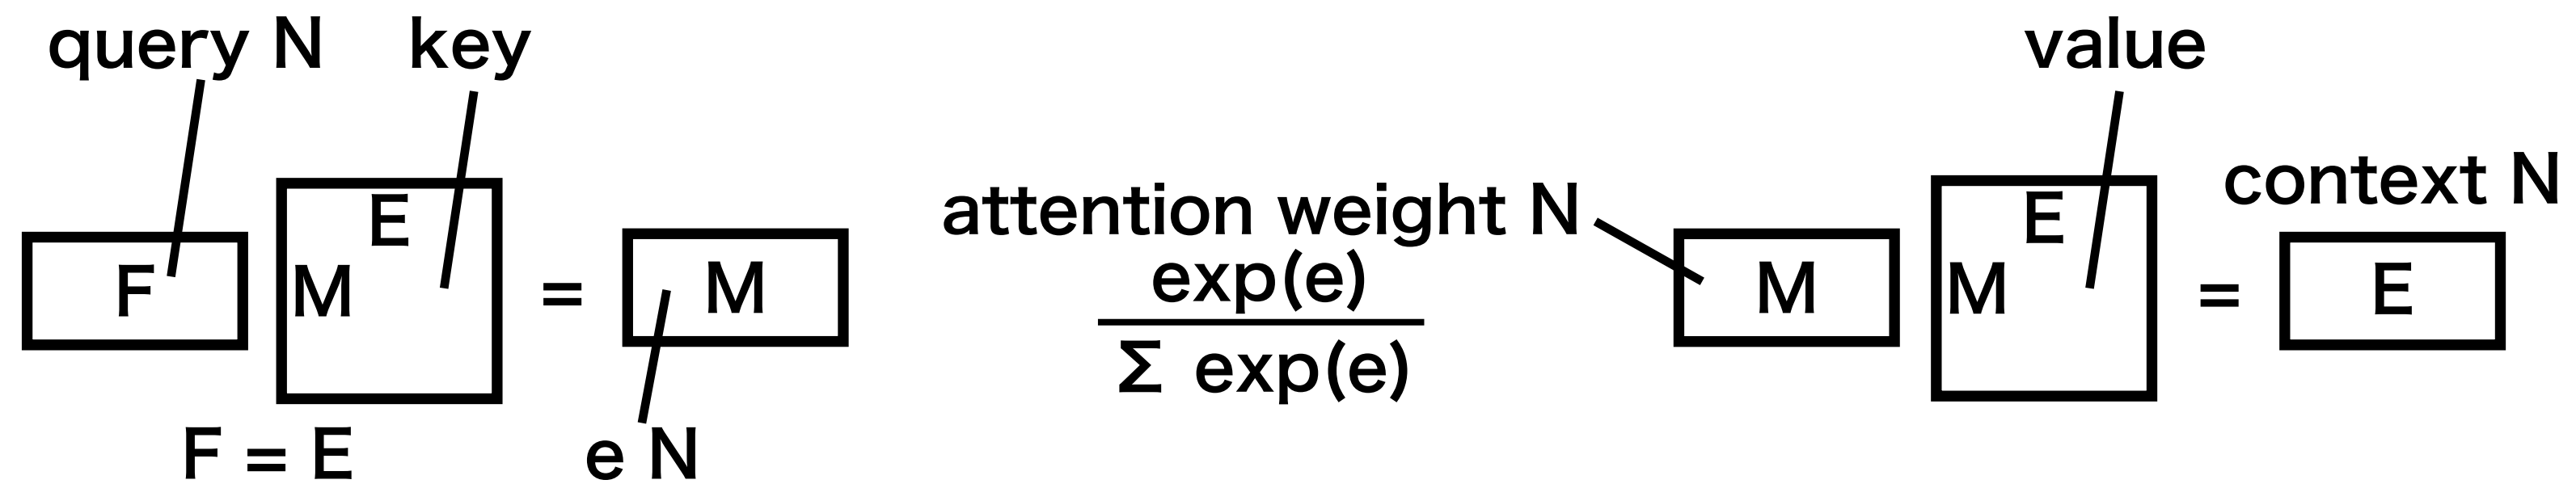 query N
key
F
E
M
=
M
F = E
e N
attention weight N
exp(e)
Σ exp(e)
M
value
E
M
=
context N
E